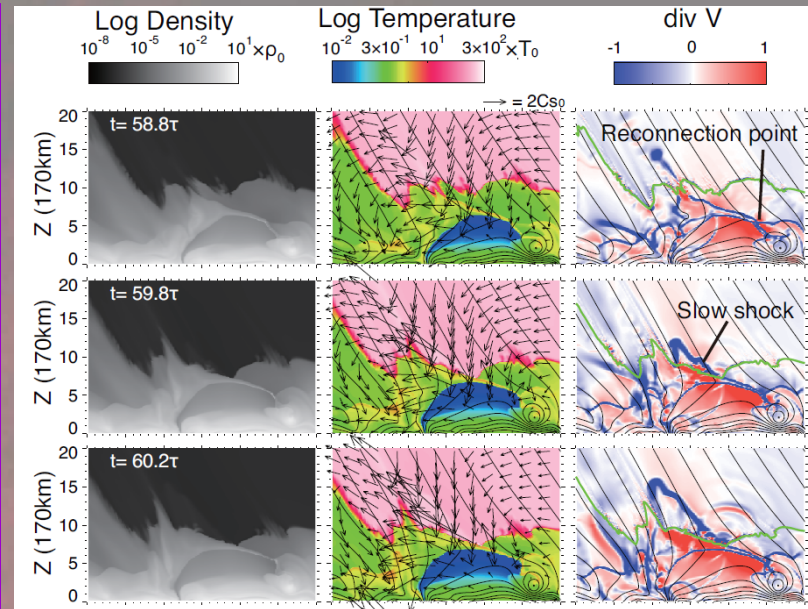 Log Density
Log Temperature
div V
10⁻⁸ 10⁻⁵ 10⁻² 10¹×ρ₀
10⁻² 3×10⁻¹ 10¹ 3×10²×T₀
-1 0 1
= 2Cs₀
Z (170km)
20
15
10
5
0
t= 58.8τ
Reconnection point
Z (170km)
20
15
10
5
0
t= 59.8τ
Slow shock
Z (170km)
20
15
10
5
0
t= 60.2τ